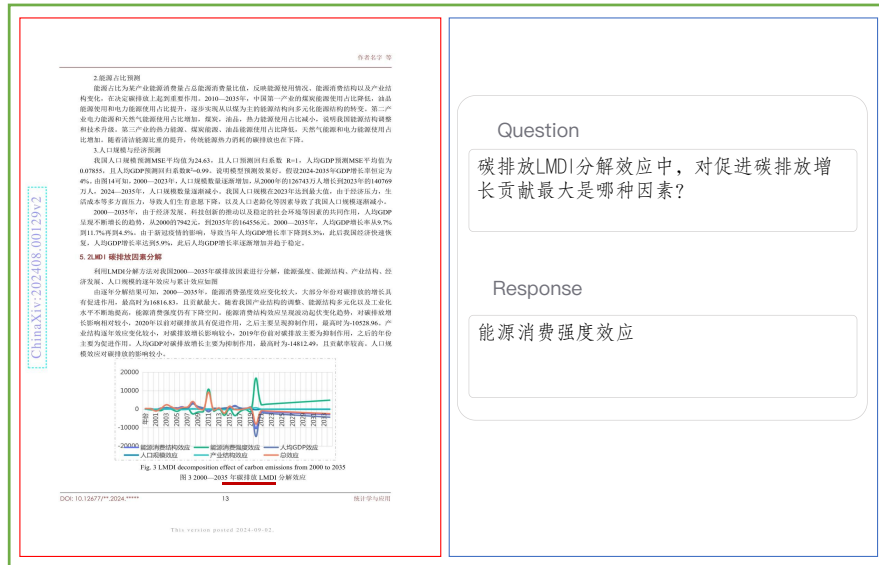 作者名字 等
2.能源占比预测
能源占比为某产业能源消费量占总能源消费量比值，反映能源使用情况、能源消费结构以及产业结
构变化，在决定碳排放上起到重要作用。2010—2035年，中国第一产业的煤炭能源使用占比降低，油品
能源使用和电力能源使用占比提升，逐步实现从以煤为主的能源结构向多元化能源结构的转变。第二产
业电力能源和天然气能源使用占比增加，煤炭，油品，热力能源使用占比减小，说明我国能源结构调整
和技术升级。第三产业的热力能源、煤炭能源、油品能源使用占比降低，天然气能源和电力能源使用占
比增加。随着清洁能源比重的提升，传统能源热力消耗的碳排放也在下降。
3.人口规模与经济预测
我国人口规模预测MSE平均值为24.63，且人口预测回归系数 R=1，人均GDP预测MSE平均值为
0.07855，且人均GDP预测回归系数R²=0.99，说明模型预测效果好。假设2024-2035年GDP增长率恒定为
4%。由图14可知，2000—2023年，人口规模数量逐渐增加，从2000年的126743万人增长到2023年的140769
万人。2024—2035年，人口规模数量逐渐减小。我国人口规模在2023年达到最大值，由于经济压力，生
活成本等多方面压力，导致人们生育意愿下降，以及人口老龄化等因素导致了我国人口规模逐渐减小。
2000—2035年，由于经济发展、科技创新的推动以及稳定的社会环境等因素的共同作用，人均GDP
呈现不断增长的趋势，从2000的7942元，到2035年的164556元。2000—2035年，人均GDP增长率从9.7%
到11.7%再到4.5%。由于新冠疫情的影响，导致当年人均GDP增长率下降到5.3%，此后我国经济快速恢
复，人均GDP增长率达到5.9%，此后人均GDP增长率逐渐增加并趋于稳定。
5.2LMDI 碳排放因素分解
利用LMDI分解方法对我国2000—2035年碳排放因素进行分解，能源强度、能源结构、产业结构、经
济发展、人口规模的逐年效应与累计效应如图
由逐年分解结果可知，2000—2035年，能源消费强度效应变化较大，大部分年份对碳排放的增长具
有促进作用，最高时为16816.83，且贡献最大。随着我国产业结构的调整、能源结构多元化以及工业化
水平不断地提高，能源消费强度仍有下降空间。能源消费结构效应呈现波动起伏变化趋势，对碳排放增
长影响相对较小，2020年以前对碳排放具有促进作用，之后主要呈现抑制作用，最高时为-10528.96。产
业结构逐年效应变化较小，对碳排放增长影响较小，2019年份前对碳排放主要为抑制作用，之后的年份
主要为促进作用。人均GDP对碳排放增长主要为抑制作用，最高时为-14812.49，且贡献率较高。人口规
模效应对碳排放的影响较小。
20000
10000
0
-10000
-20000
年份 2001 2003 2005 2007 2009 2011 2013 2015 2017 2019 2021 2023 2025 2027 2029 2031
能源消费结构效应 能源消费强度效应 人均GDP效应
人口规模效应 产业结构效应 总效应
Fig. 3 LMDI decomposition effect of carbon emissions from 2000 to 2035
图 3 2000—2035 年碳排放 LMDI 分解效应
DOI: 10.12677/**.2024.***** 13 统计学与应用
This version posted 2024-09-02.
ChinaXiv:202408.00129v2
Question
碳排放LMDI分解效应中，对促进碳排放增
长贡献最大是哪种因素？
Response
能源消费强度效应